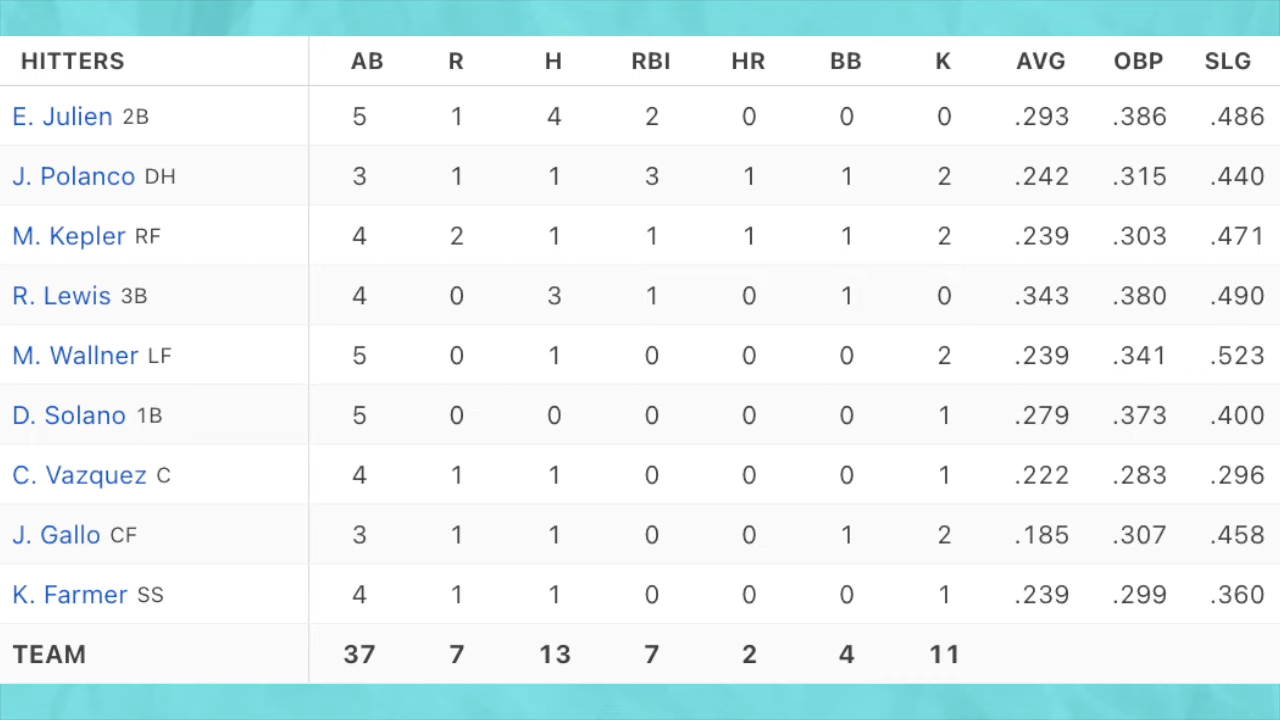 HITTERS AB R H RBI HR BB K AVG OBP SLG
E. Julien 2B 5 1 4 2 0 0 0 .293 .386 .486
J. Polanco DH 3 1 1 3 1 1 2 .242 .315 .440
M. Kepler RF 4 2 1 1 1 1 2 .239 .303 .471
R. Lewis 3B 4 0 3 1 0 1 0 .343 .380 .490
M. Wallner LF 5 0 1 0 0 0 2 .239 .341 .523
D. Solano 1B 5 0 0 0 0 0 1 .279 .373 .400
C. Vazquez C 4 1 1 0 0 0 1 .222 .283 .296
J. Gallo CF 3 1 1 0 0 1 2 .185 .307 .458
K. Farmer SS 4 1 1 0 0 0 1 .239 .299 .360
TEAM 37 7 13 7 2 4 11